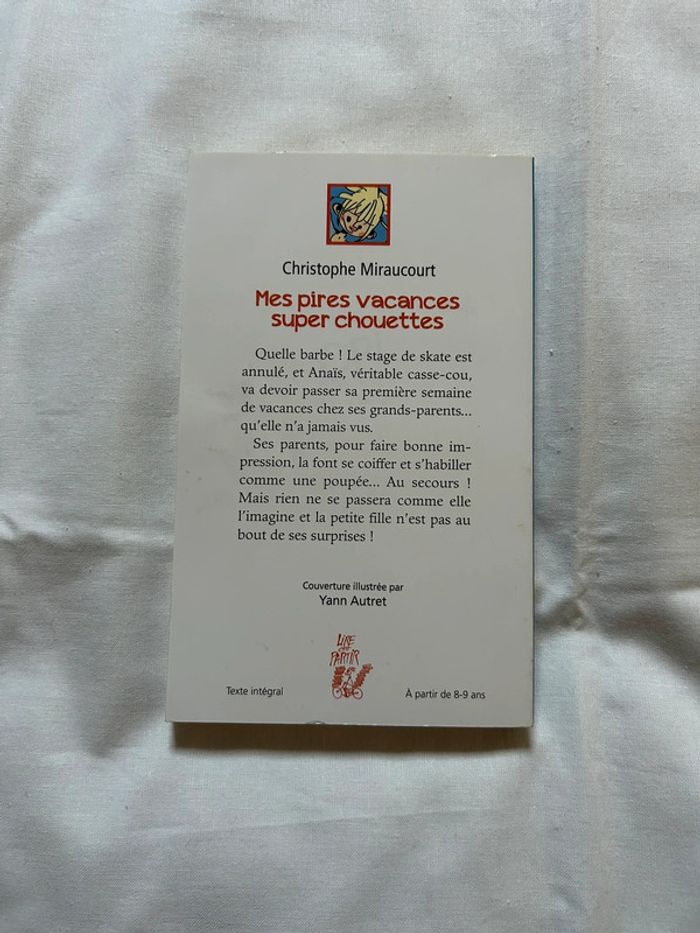 Christophe Miraucourt
Mes pires vacances
super chouettes
Quelle barbe ! Le stage de skate est
annulé, et Anaïs, véritable casse-cou,
va devoir passer sa première semaine
de vacances chez ses grands-parents...
qu'elle n'a jamais vus.
Ses parents, pour faire bonne im-
pression, la font se coiffer et s'habiller
comme une poupée... Au secours !
Mais rien ne se passera comme elle
l'imagine et la petite fille n'est pas au
bout de ses surprises !
Couverture illustrée par
Yann Autret
LIRE
C'EST
PARTIR
Texte intégral
À partir de 8-9 ans